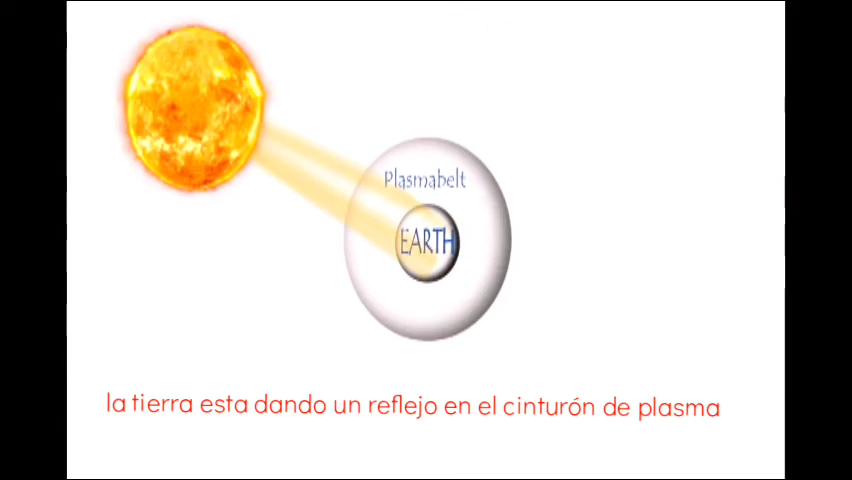 Plasmabelt
EARTH
la tierra esta dando un reflejo en el cinturón de plasma